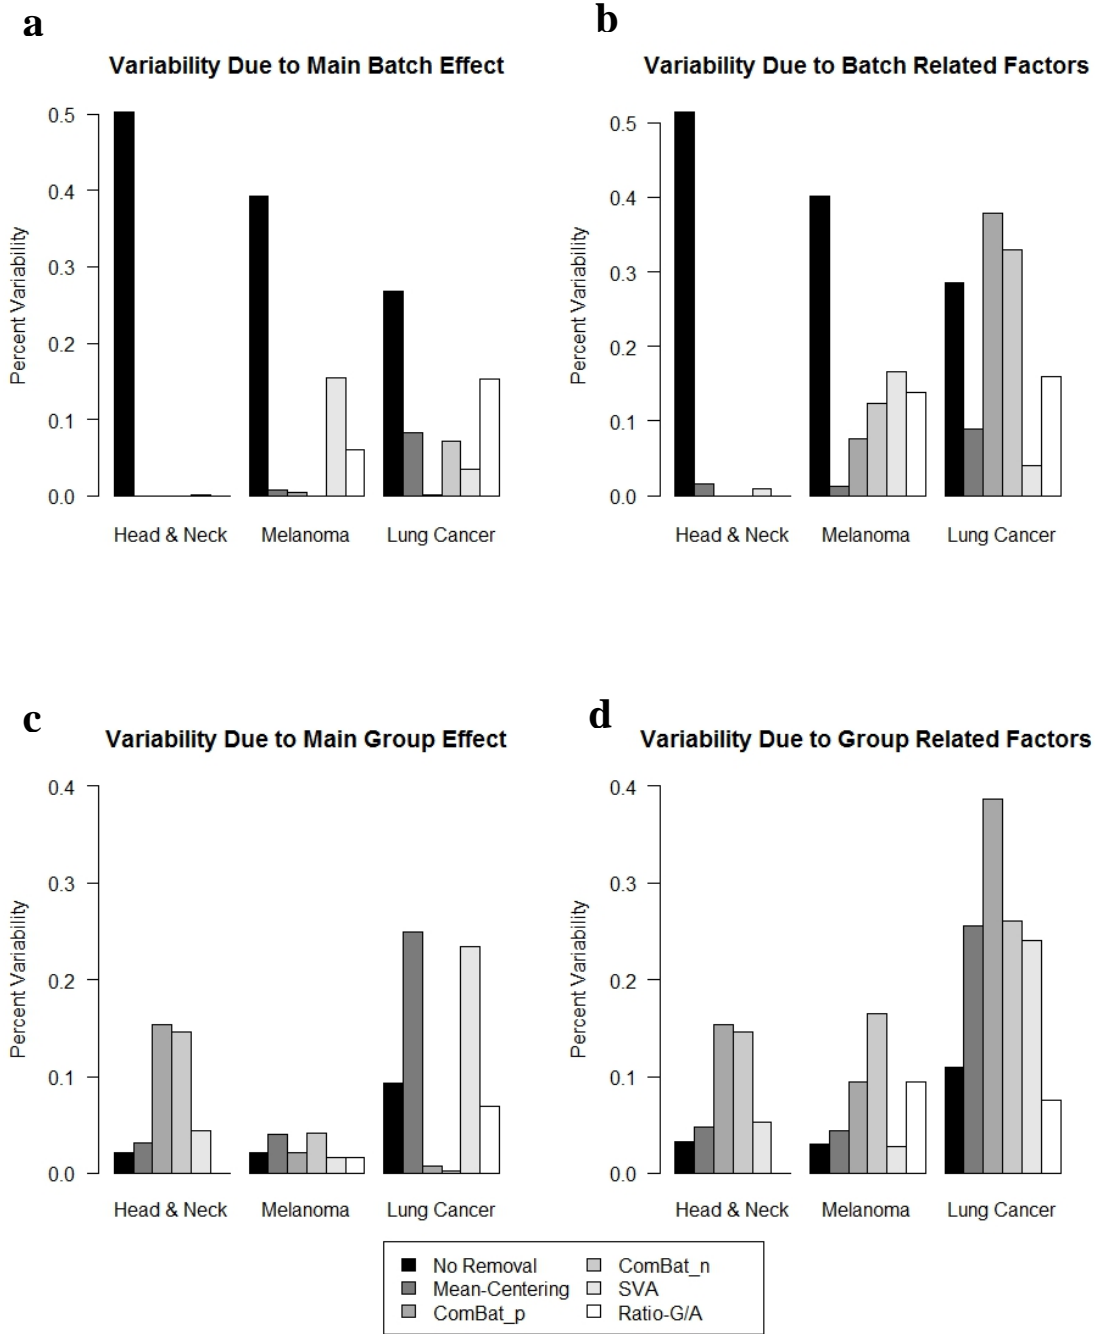 a
Variability Due to Main Batch Effect
Percent Variability
0.5
0.4
0.3
0.2
0.1
0.0
Head & Neck
Melanoma
Lung Cancer
b
Variability Due to Batch Related Factors
Percent Variability
0.5
0.4
0.3
0.2
0.1
0.0
Head & Neck
Melanoma
Lung Cancer
c
Variability Due to Main Group Effect
Percent Variability
0.4
0.3
0.2
0.1
0.0
Head & Neck
Melanoma
Lung Cancer
d
Variability Due to Group Related Factors
Percent Variability
0.4
0.3
0.2
0.1
0.0
Head & Neck
Melanoma
Lung Cancer
No Removal
Mean-Centering
ComBat_p
ComBat_n
SVA
Ratio-G/A